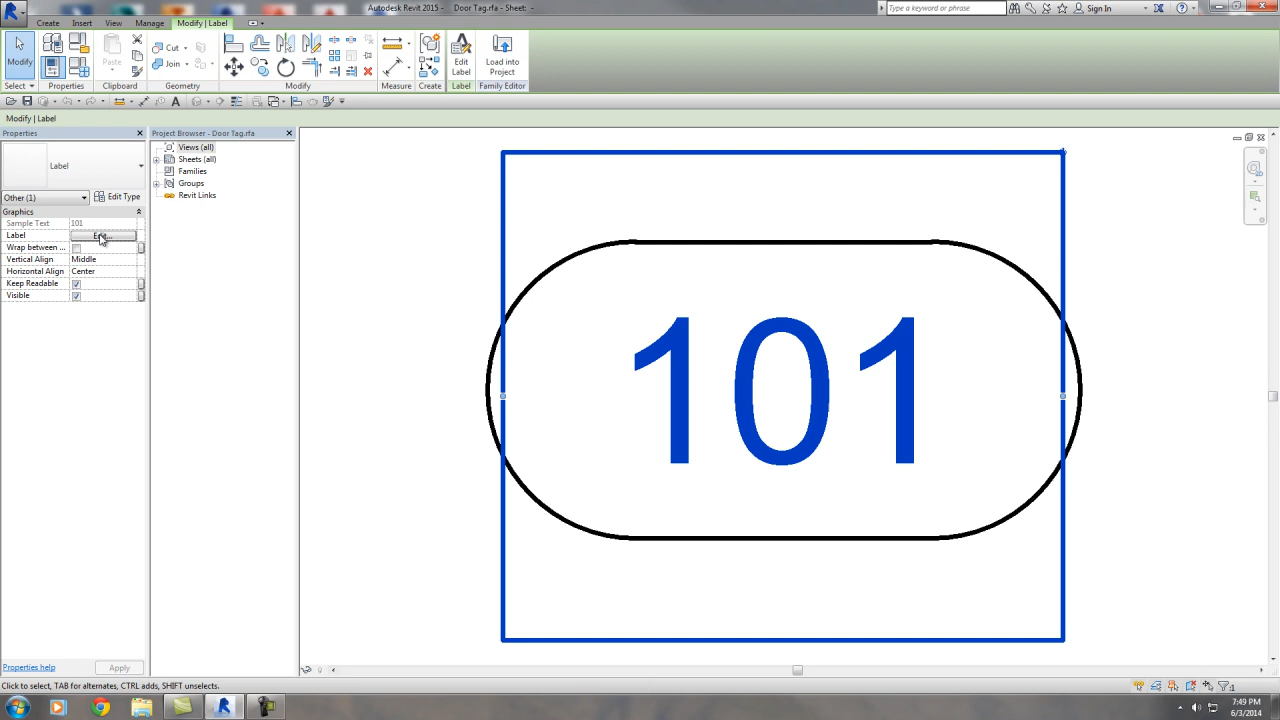 Autodesk Revit 2015 - Door Tag.rfa - Sheet: -
Type a keyword or phrase
Sign In
Create Insert View Manage Modify | Label
Modify
Paste
Cut
Join
Edit Label
Load into Project
Select Properties Clipboard Geometry Modify Measure Create Label Family Editor
Modify | Label
Properties
Label
Other (1)
Edit Type
Graphics
Sample Text 101
Label
Wrap between ...
Vertical Align Middle
Horizontal Align Center
Keep Readable
Visible
Properties help
Apply
Project Browser - Door Tag.rfa
Views (all)
Sheets (all)
Families
Groups
Revit Links
101
Click to select, TAB for alternates, CTRL adds, SHIFT unselects.
:1
7:49 PM
6/3/2014